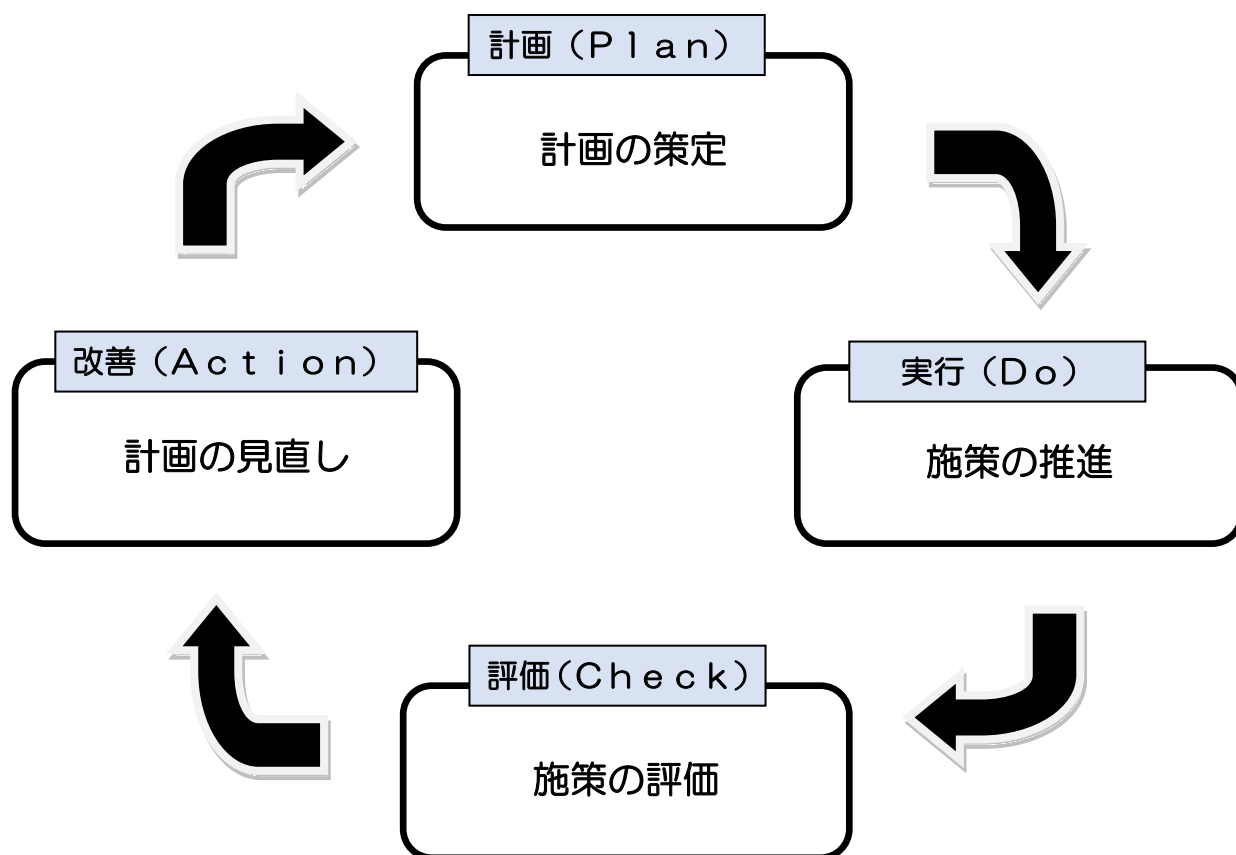 計画（Ｐｌａｎ）
計画の策定
改善（Ａｃｔｉｏｎ）
計画の見直し
実行（Ｄｏ）
施策の推進
評価（Ｃｈｅｃｋ）
施策の評価